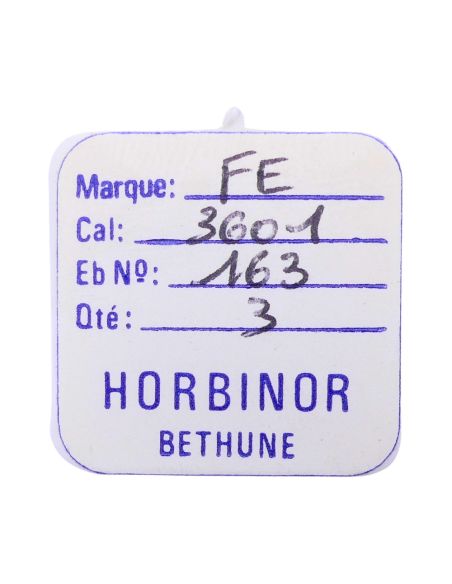 Marque: FE
Cal: 360-1
Eb Nº: 163
Qté: 3
HORBINOR
BETHUNE